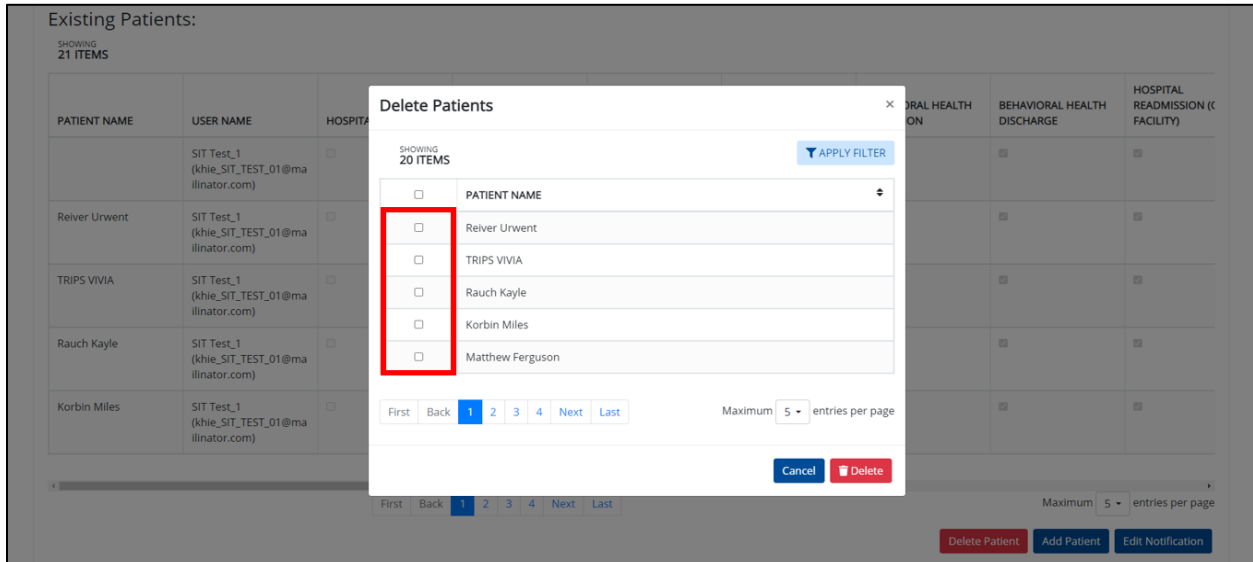 Existing Patients:
SHOWING
21 ITEMS
PATIENT NAME
USER NAME
HOSPITA
ORAL HEALTH
ON
BEHAVIORAL HEALTH
DISCHARGE
HOSPITAL
READMISSION (C
FACILITY)
SIT Test_1
(khie_SIT_TEST_01@ma
ilinator.com)
Reiver Urwent
SIT Test_1
(khie_SIT_TEST_01@ma
ilinator.com)
TRIPS VIVIA
SIT Test_1
(khie_SIT_TEST_01@ma
ilinator.com)
Rauch Kayle
SIT Test_1
(khie_SIT_TEST_01@ma
ilinator.com)
Korbin Miles
SIT Test_1
(khie_SIT_TEST_01@ma
ilinator.com)
Delete Patients ×
SHOWING
20 ITEMS
APPLY FILTER
PATIENT NAME
Reiver Urwent
TRIPS VIVIA
Rauch Kayle
Korbin Miles
Matthew Ferguson
First Back 1 2 3 4 Next Last
Maximum 5 entries per page
Cancel Delete
First Back 1 2 3 4 Next Last
Maximum 5 entries per page
Delete Patient Add Patient Edit Notification